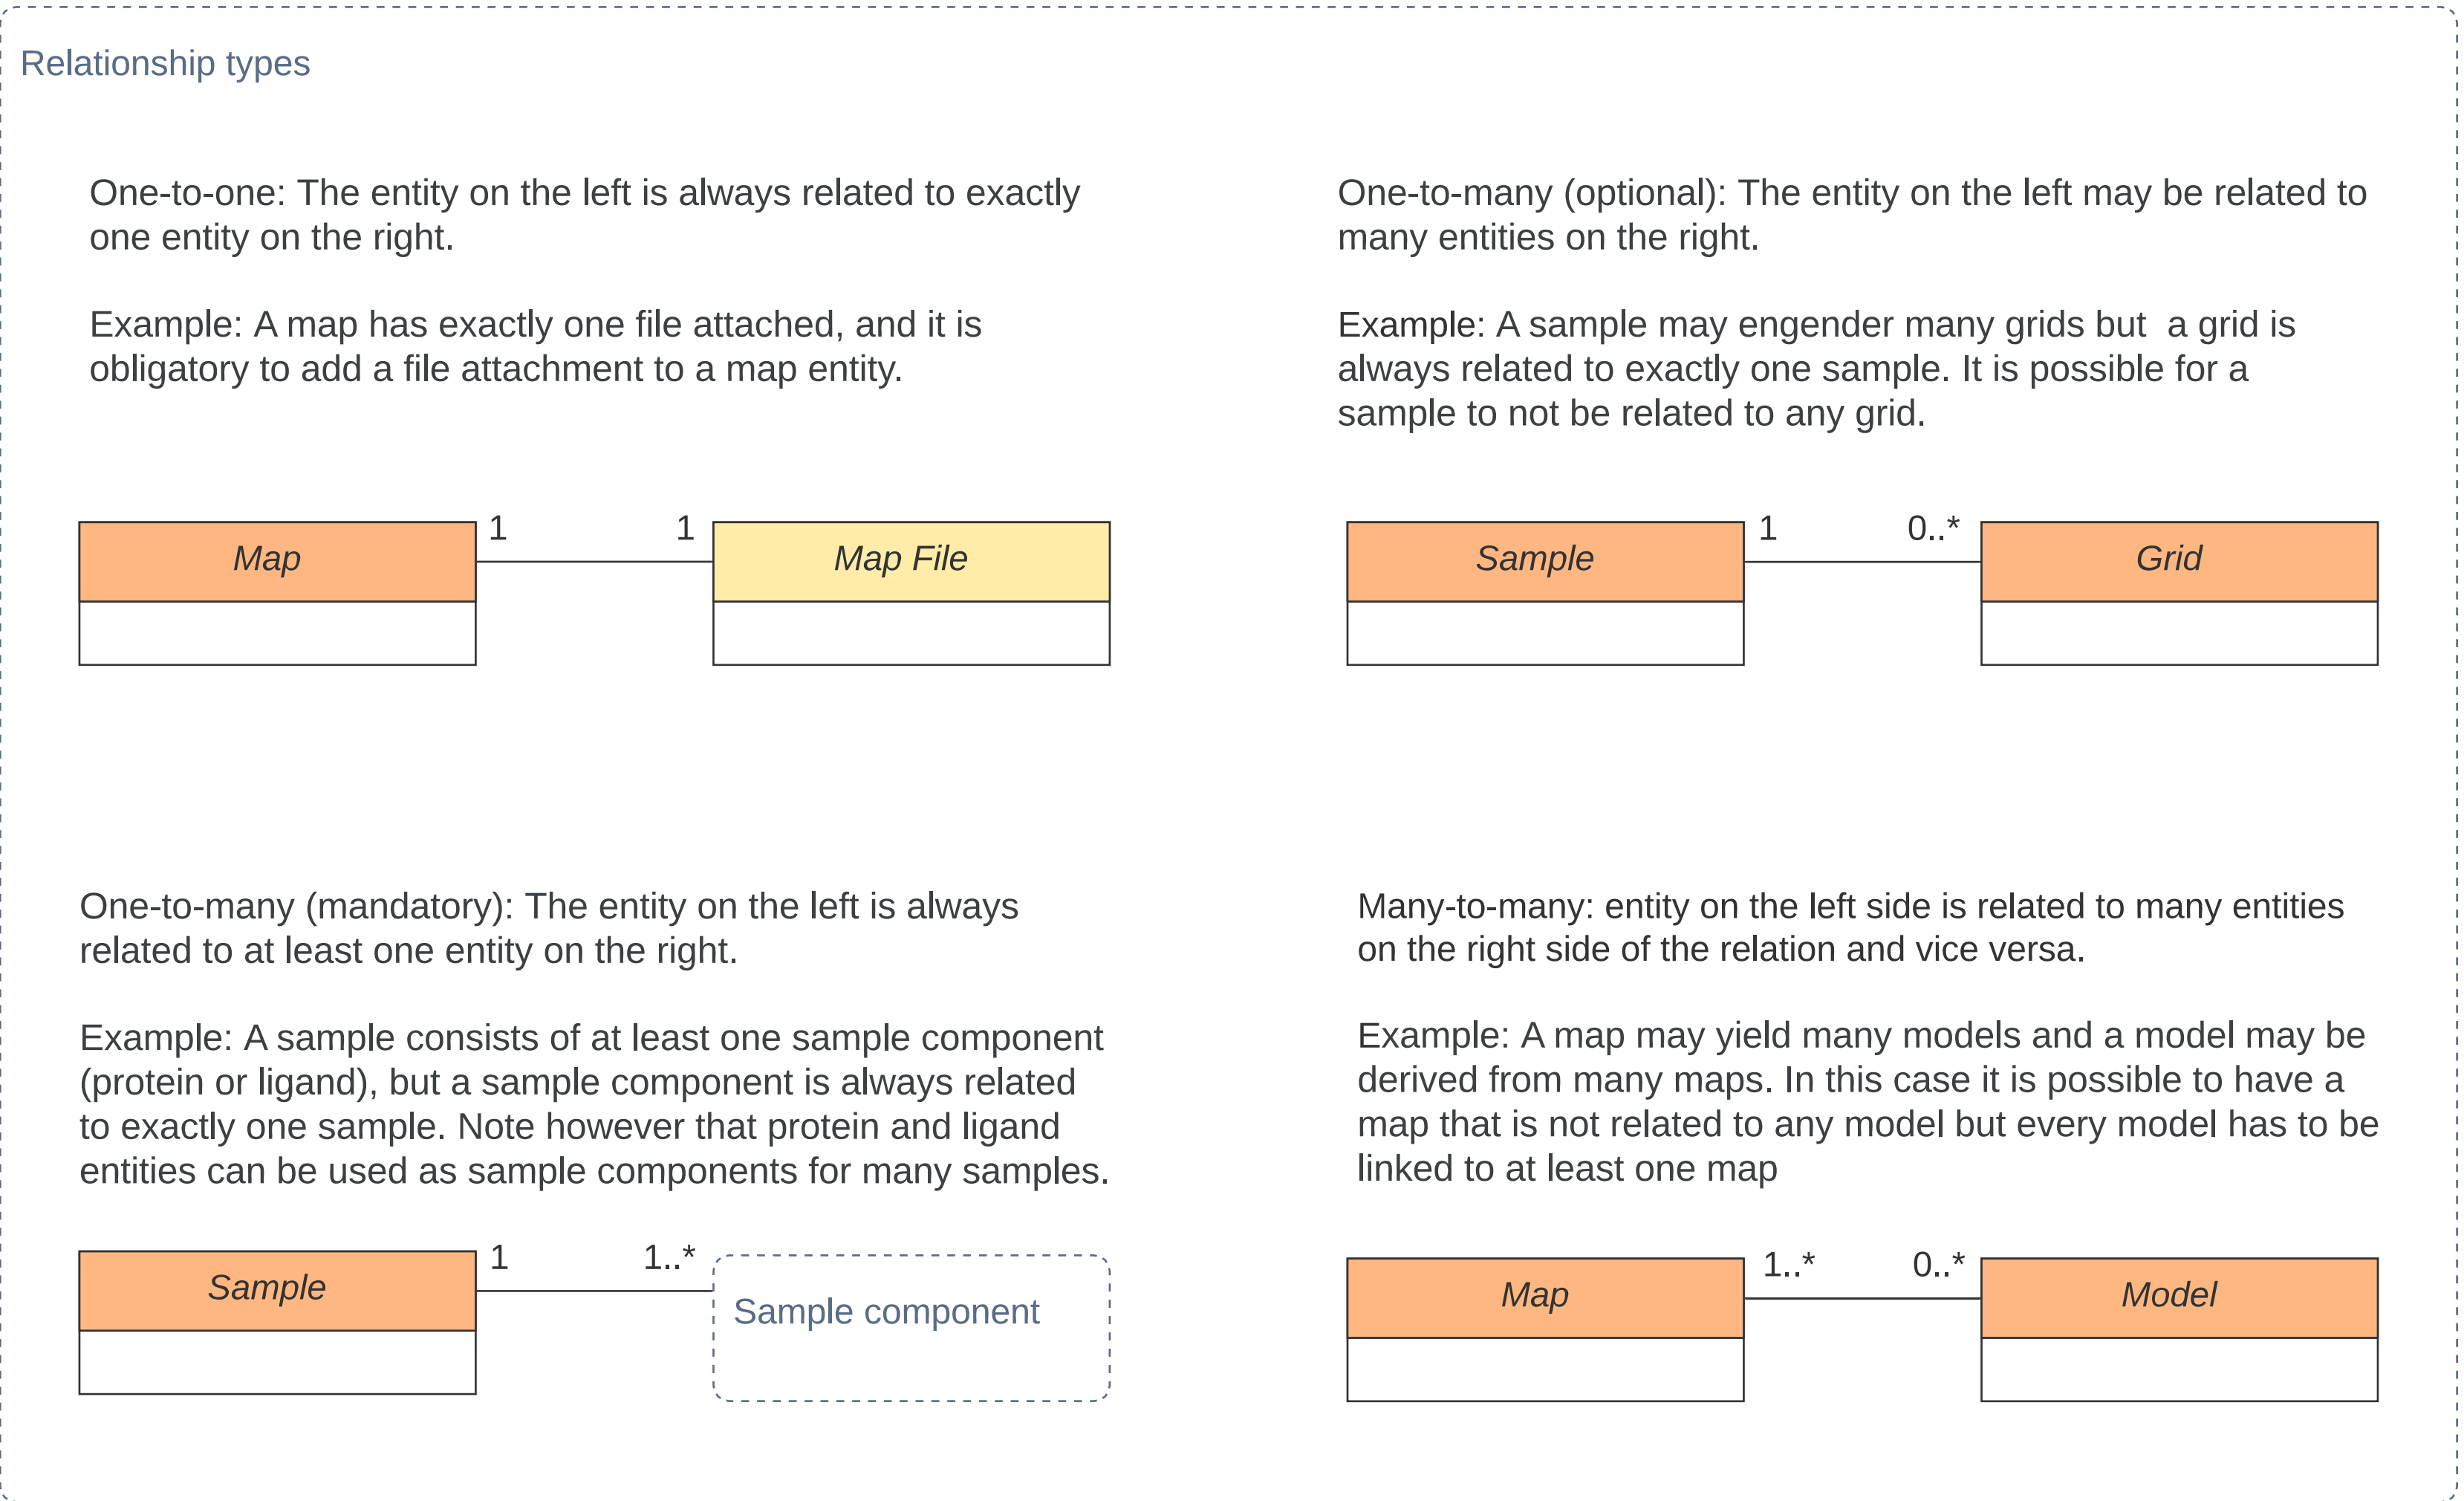 Relationship types
One-to-one: The entity on the left is always related to exactly
one entity on the right.
Example: A map has exactly one file attached, and it is
obligatory to add a file attachment to a map entity.
1
1
Map
Map File
One-to-many (optional): The entity on the left may be related to
many entities on the right.
Example: A sample may engender many grids but  a grid is
always related to exactly one sample. It is possible for a
sample to not be related to any grid.
1
0..*
Sample
Grid
One-to-many (mandatory): The entity on the left is always
related to at least one entity on the right.
Example: A sample consists of at least one sample component
(protein or ligand), but a sample component is always related
to exactly one sample. Note however that protein and ligand
entities can be used as sample components for many samples.
1
1..*
Sample
Sample component
Many-to-many: entity on the left side is related to many entities
on the right side of the relation and vice versa.
Example: A map may yield many models and a model may be
derived from many maps. In this case it is possible to have a
map that is not related to any model but every model has to be
linked to at least one map
1..*
0..*
Map
Model